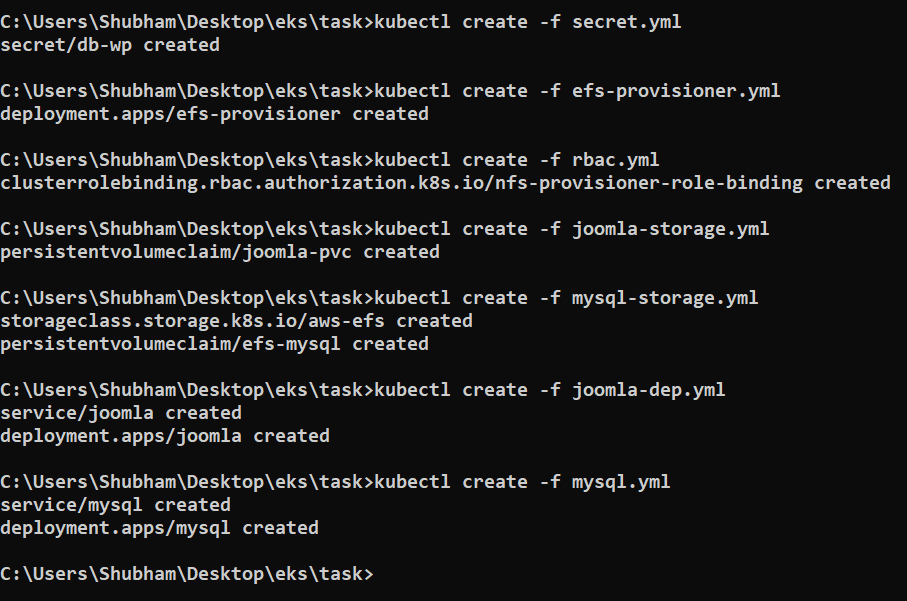 C:\Users\Shubham\Desktop\eks\task>kubectl create -f secret.yml
secret/db-wp created
C:\Users\Shubham\Desktop\eks\task>kubectl create -f efs-provisioner.yml
deployment.apps/efs-provisioner created
C:\Users\Shubham\Desktop\eks\task>kubectl create -f rbac.yml
clusterrolebinding.rbac.authorization.k8s.io/nfs-provisioner-role-binding created
C:\Users\Shubham\Desktop\eks\task>kubectl create -f joomla-storage.yml
persistentvolumeclaim/joomla-pvc created
C:\Users\Shubham\Desktop\eks\task>kubectl create -f mysql-storage.yml
storageclass.storage.k8s.io/aws-efs created
persistentvolumeclaim/efs-mysql created
C:\Users\Shubham\Desktop\eks\task>kubectl create -f joomla-dep.yml
service/joomla created
deployment.apps/joomla created
C:\Users\Shubham\Desktop\eks\task>kubectl create -f mysql.yml
service/mysql created
deployment.apps/mysql created
C:\Users\Shubham\Desktop\eks\task>